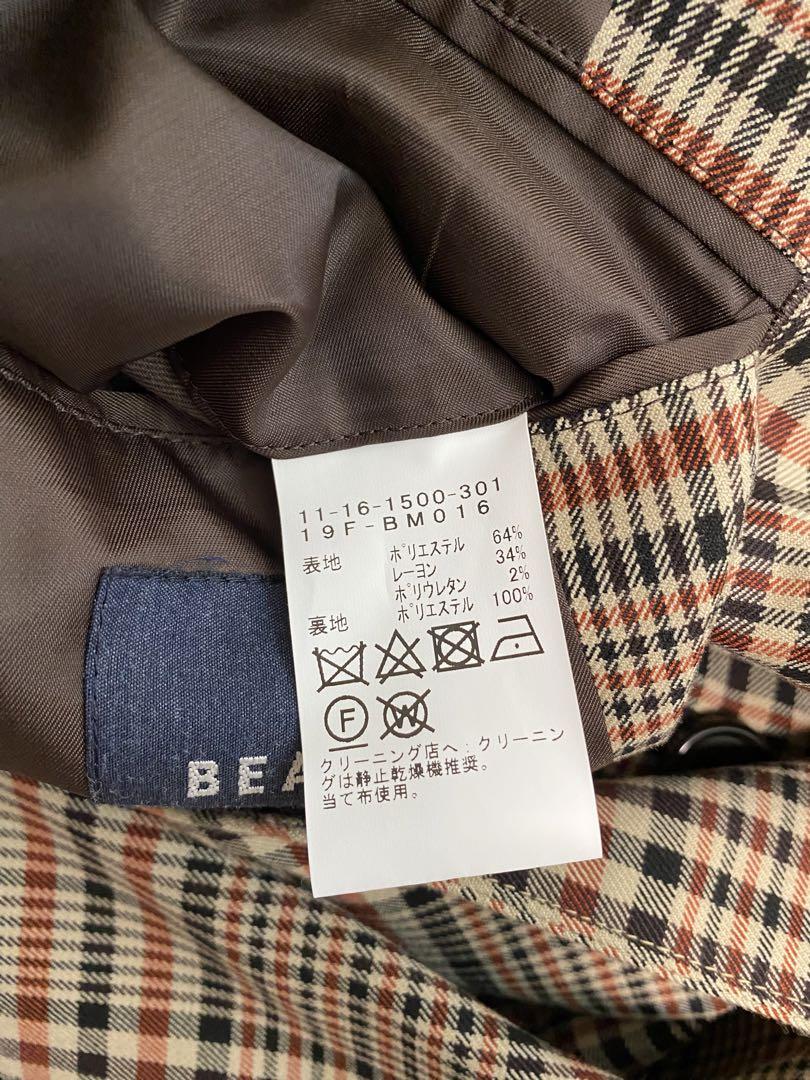 11-16-1500-301
19F-BM016
表地 ポリエステル 64%
レーヨン 34%
ポリウレタン 2%
裏地 ポリエステル 100%
F W
クリーニング店へ:クリーニン
グは静止乾燥機推奨。
当て布使用。
BEA